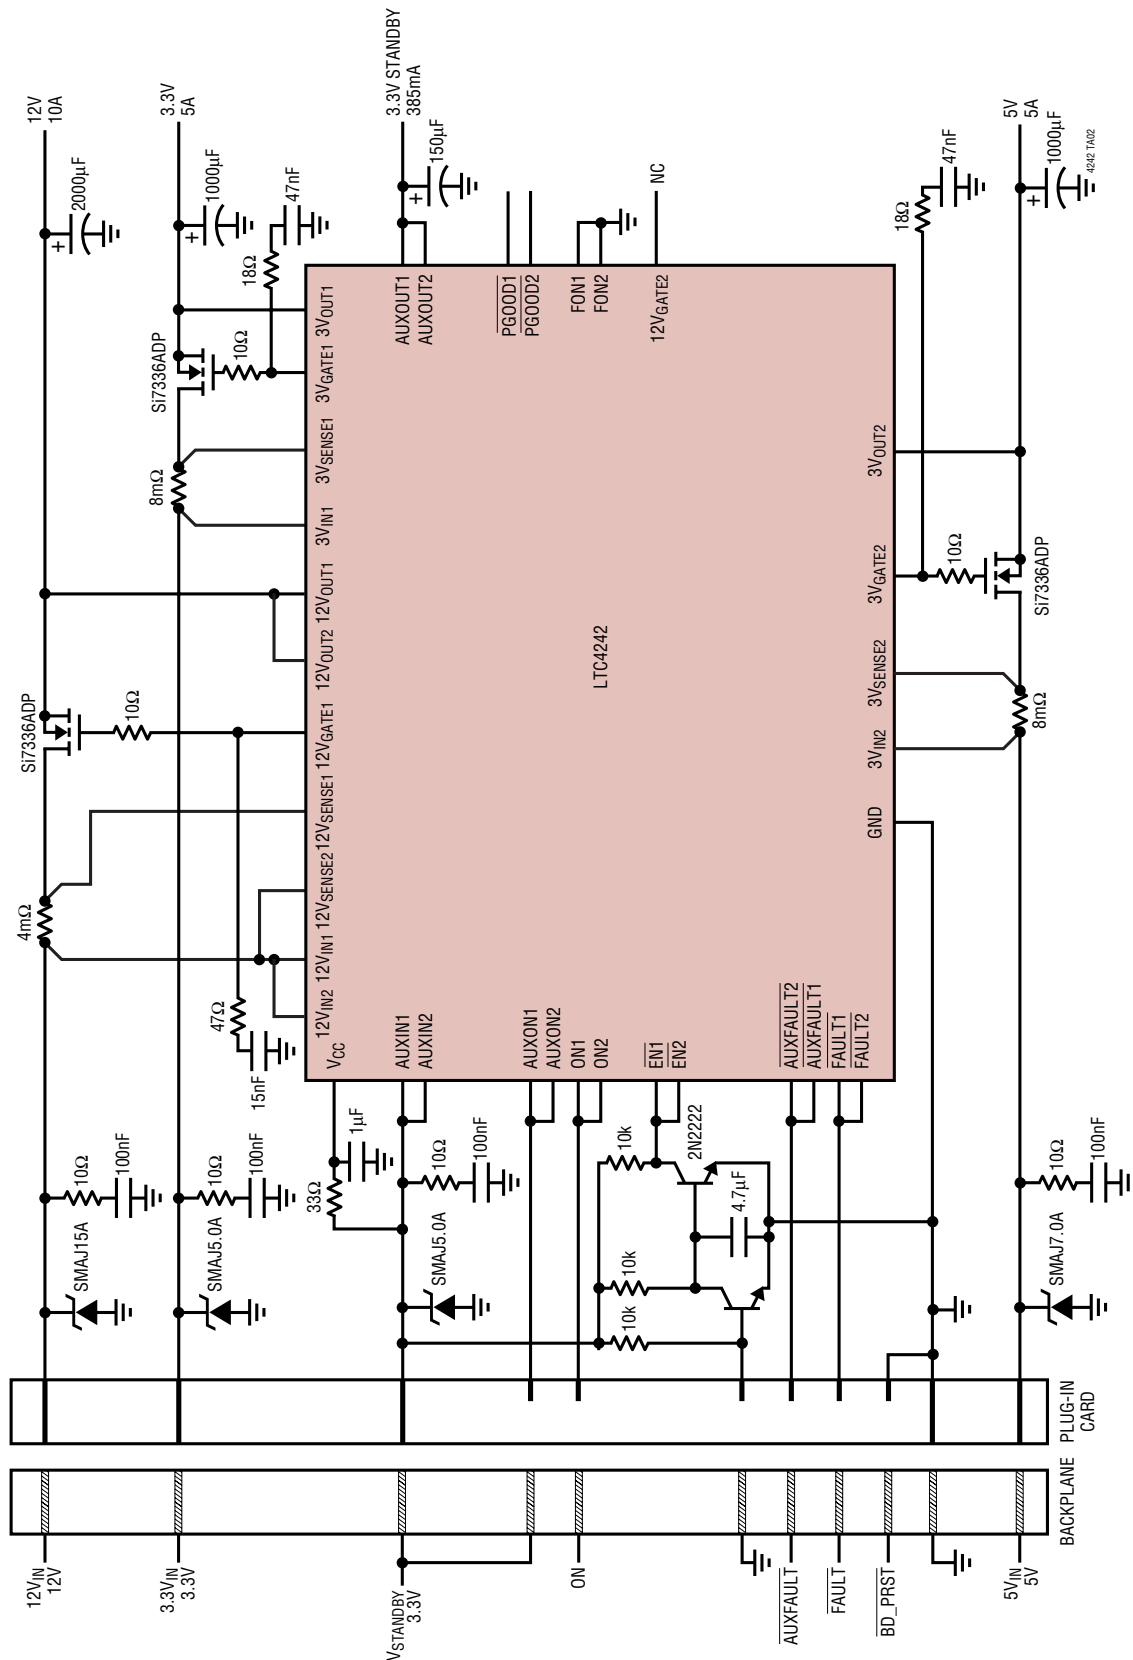 12V
10A
3.3V
5A
3.3V STANDBY
385mA
5V
5A
2000µF
+
1000µF
+
47nF
18Ω
150µF
+
NC
47nF
18Ω
1000µF
+
4242 TA02
Si7336ADP
10Ω
3VOUT1
3VGATE1
3VSENSE1
3VIN1
8mΩ
AUXOUT1
AUXOUT2
PGOOD1
PGOOD2
FON1
FON2
12VGATE2
3VOUT2
3VGATE2
3VSENSE2
3VIN2
GND
10Ω
Si7336ADP
8mΩ
LTC4242
Si7336ADP
10Ω
12VOUT1
12VOUT2
12VGATE1
12VSENSE1
12VSENSE2
12VIN1
12VIN2
4mΩ
47Ω
15nF
VCC
AUXIN1
AUXIN2
AUXON1
AUXON2
ON1
ON2
EN1
EN2
AUXFAULT2
AUXFAULT1
FAULT1
FAULT2
SMAJ15A
10Ω
100nF
SMAJ5.0A
10Ω
100nF
33Ω
1µF
SMAJ5.0A
10Ω
100nF
10k
10k
10k
2N2222
4.7µF
SMAJ7.0A
10Ω
100nF
PLUG-IN
CARD
BACKPLANE
12VIN
12V
3.3VIN
3.3V
VSTANDBY
3.3V
ON
AUXFAULT
FAULT
BD_PRST
5VIN
5V